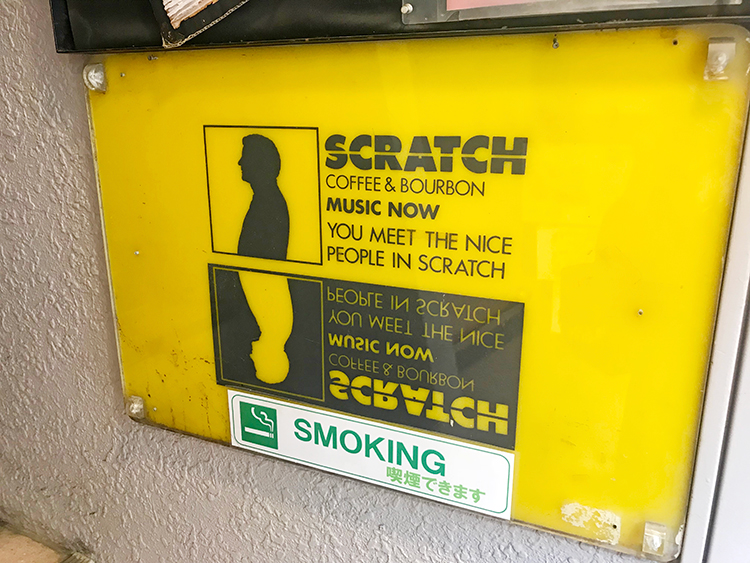 SCRATCH
COFFEE & BOURBON
MUSIC NOW
YOU MEET THE NICE
PEOPLE IN SCRATCH
PEOPLE IN SCRATCH
YOU MEET THE NICE
MUSIC NOW
COFFEE & BOURBON
SCRATCH
SMOKING
喫煙できます